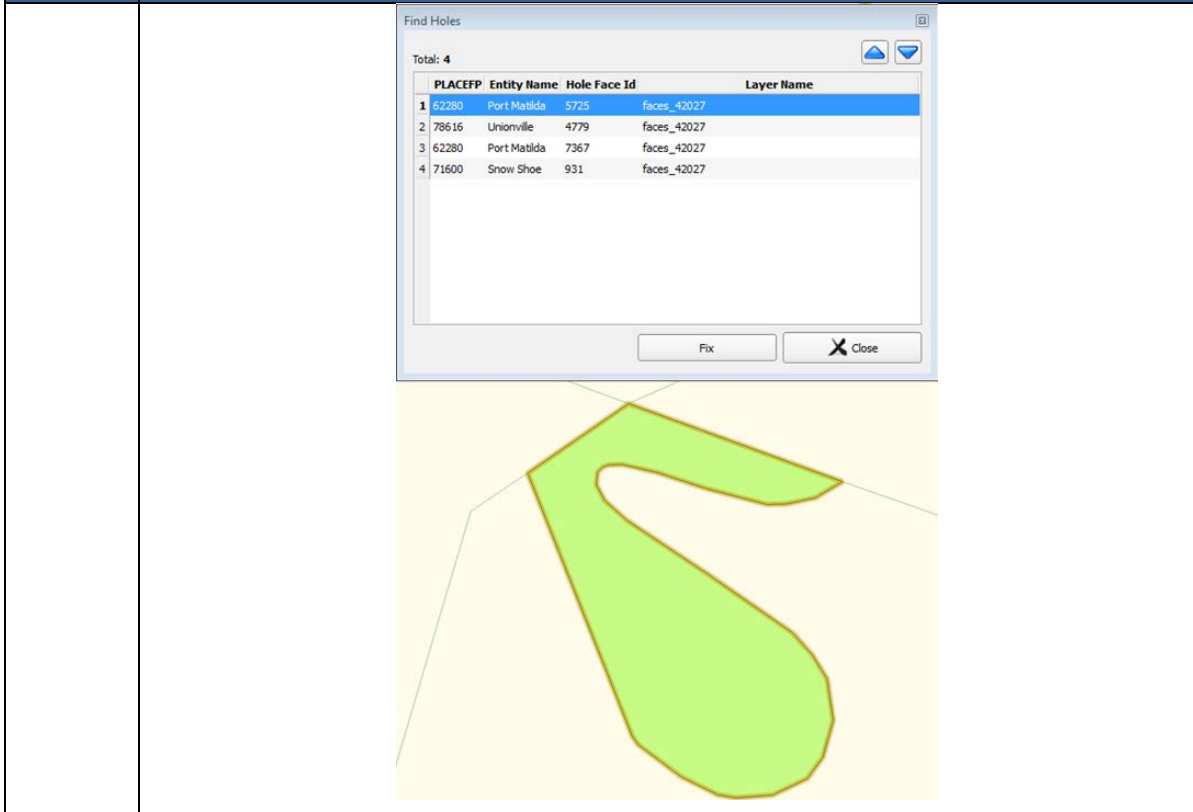 Find Holes
Total: 4
PLACEFP Entity Name Hole Face Id Layer Name
1 62280 Port Matilda 5725 faces_42027
2 78616 Unionville 4779 faces_42027
3 62280 Port Matilda 7367 faces_42027
4 71600 Snow Shoe 931 faces_42027
Fix Close